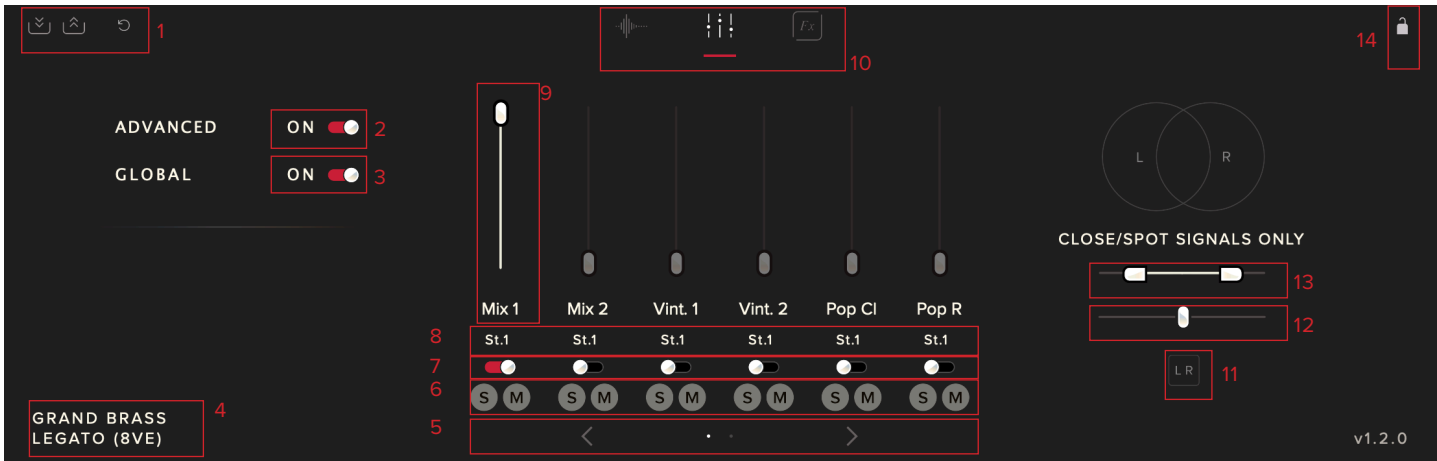 1
Fx
10
14
ADVANCED ON 2
GLOBAL ON 3
9
L R
CLOSE/SPOT SIGNALS ONLY
13
12
Mix 1 Mix 2 Vint. 1 Vint. 2 Pop Cl Pop R
8 St.1 St.1 St.1 St.1 St.1 St.1
7
6 S M S M S M S M S M S M
L R 11
5
4
GRAND BRASS
LEGATO (8VE)
v1.2.0